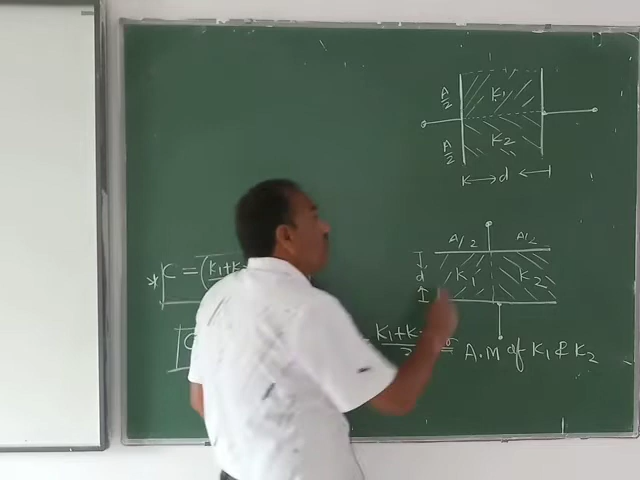 A/2
K1
A/2
K2
d
A/2 A/2
d K1 K2
* C = (K1+K
C
K1+K
2
A.M of K1 & K2